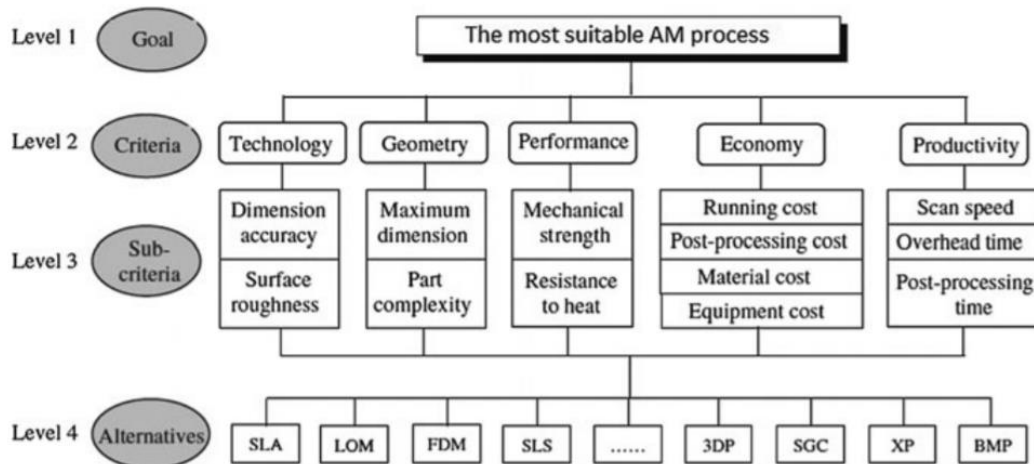 Level 1
Goal
The most suitable AM process
Level 2
Criteria
Technology
Geometry
Performance
Economy
Productivity
Level 3
Sub-
criteria
Dimension
accuracy
Surface
roughness
Maximum
dimension
Part
complexity
Mechanical
strength
Resistance
to heat
Running cost
Post-processing cost
Material cost
Equipment cost
Scan speed
Overhead time
Post-processing
time
Level 4
Alternatives
SLA
LOM
FDM
SLS
......
3DP
SGC
XP
BMP